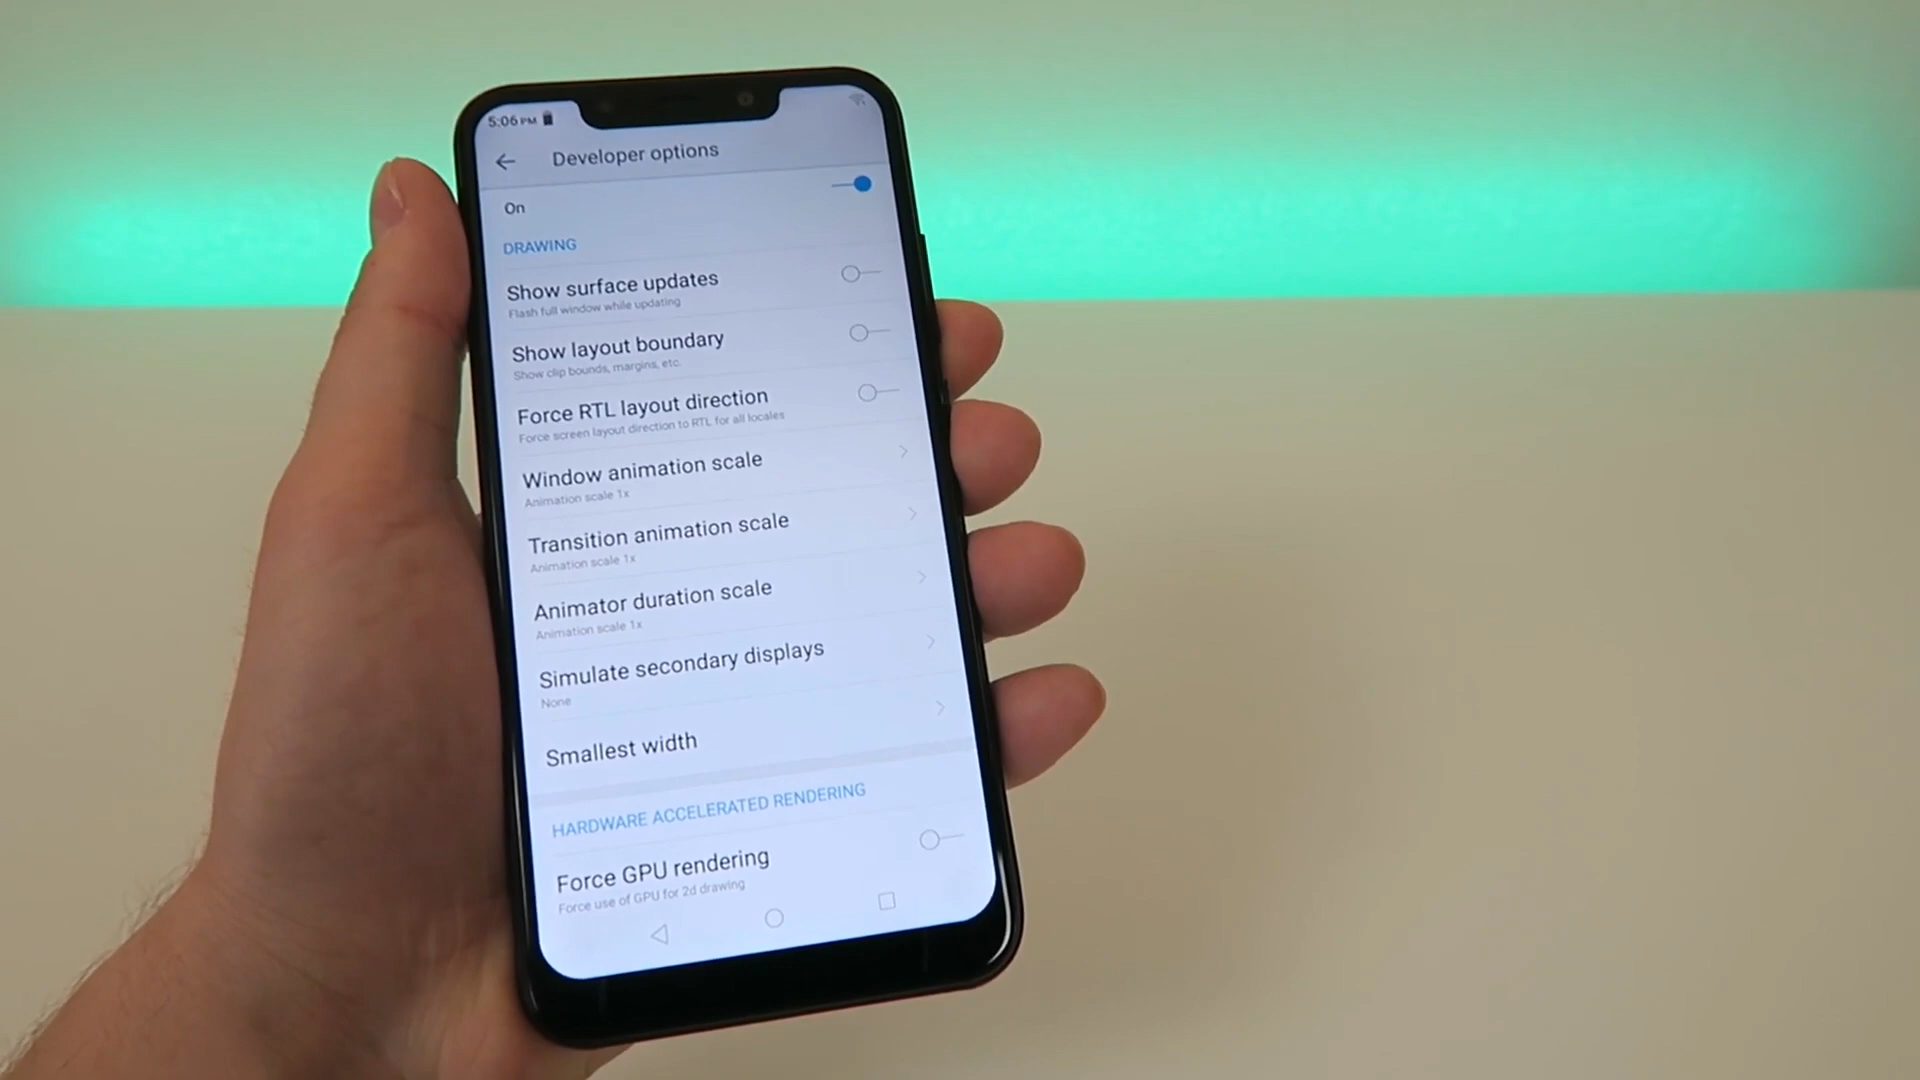 5:06 PM
Developer options
On
DRAWING
Show surface updates
Flash full window while updating
Show layout boundary
Show clip bounds, margins, etc.
Force RTL layout direction
Force screen layout direction to RTL for all locales
Window animation scale
Animation scale 1x
Transition animation scale
Animation scale 1x
Animator duration scale
Animation scale 1x
Simulate secondary displays
None
Smallest width
HARDWARE ACCELERATED RENDERING
Force GPU rendering
Force use of GPU for 2d drawing